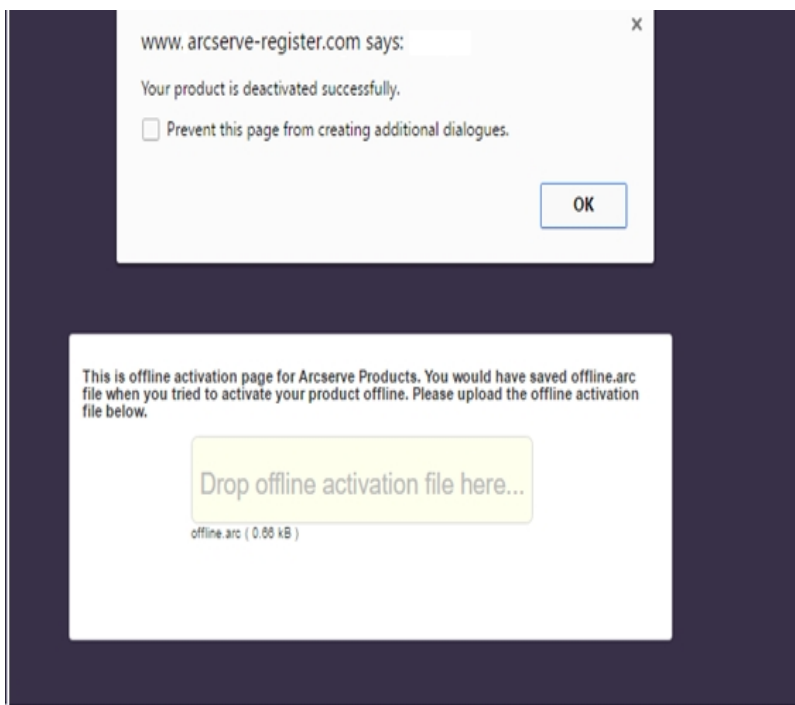 www. arcserve-register.com says:
x
Your product is deactivated successfully.
Prevent this page from creating additional dialogues.
OK
This is offline activation page for Arcserve Products. You would have saved offline.arc
file when you tried to activate your product offline. Please upload the offline activation
file below.
Drop offline activation file here...
offline.arc ( 0.66 kB )